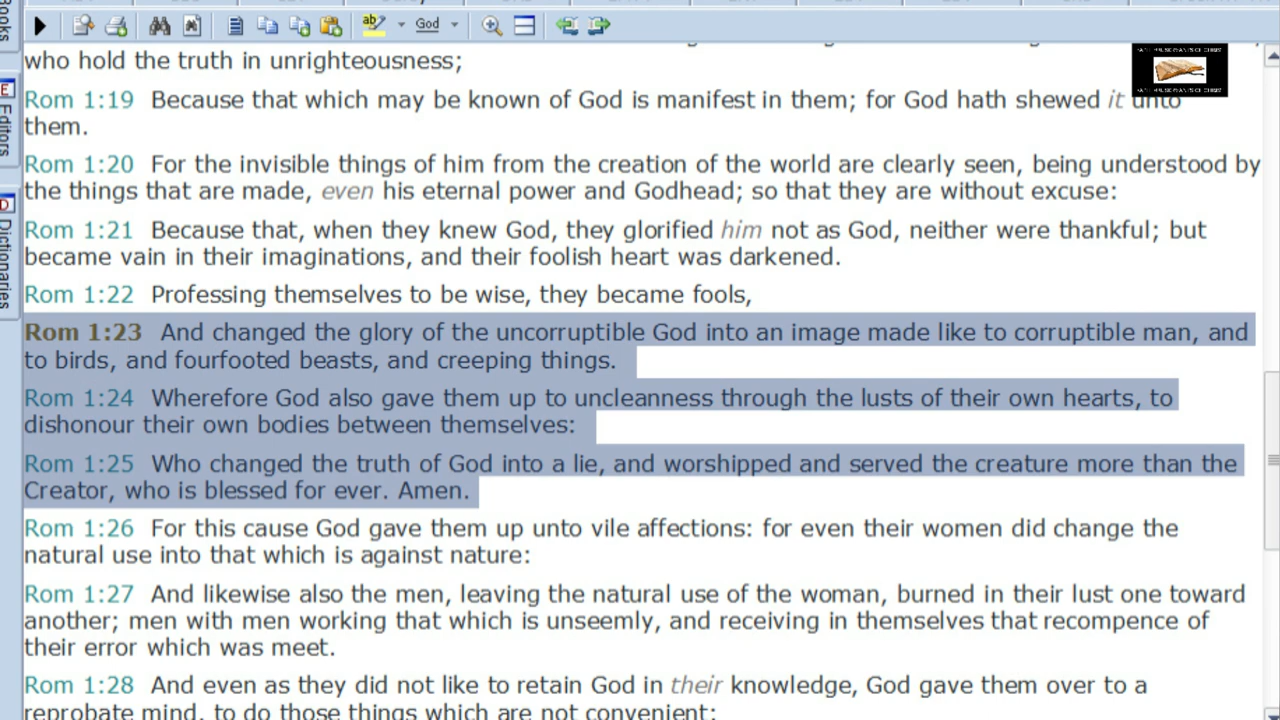 Books
Editors
Dictionaries
ab
God
who hold the truth in unrighteousness;
Rom 1:19 Because that which may be known of God is manifest in them; for God hath shewed it unto
them.
Rom 1:20 For the invisible things of him from the creation of the world are clearly seen, being understood by
the things that are made, even his eternal power and Godhead; so that they are without excuse:
Rom 1:21 Because that, when they knew God, they glorified him not as God, neither were thankful; but
became vain in their imaginations, and their foolish heart was darkened.
Rom 1:22 Professing themselves to be wise, they became fools,
Rom 1:23 And changed the glory of the uncorruptible God into an image made like to corruptible man, and
to birds, and fourfooted beasts, and creeping things.
Rom 1:24 Wherefore God also gave them up to uncleanness through the lusts of their own hearts, to
dishonour their own bodies between themselves:
Rom 1:25 Who changed the truth of God into a lie, and worshipped and served the creature more than the
Creator, who is blessed for ever. Amen.
Rom 1:26 For this cause God gave them up unto vile affections: for even their women did change the
natural use into that which is against nature:
Rom 1:27 And likewise also the men, leaving the natural use of the woman, burned in their lust one toward
another; men with men working that which is unseemly, and receiving in themselves that recompence of
their error which was meet.
Rom 1:28 And even as they did not like to retain God in their knowledge, God gave them over to a
reprobate mind, to do those things which are not convenient;